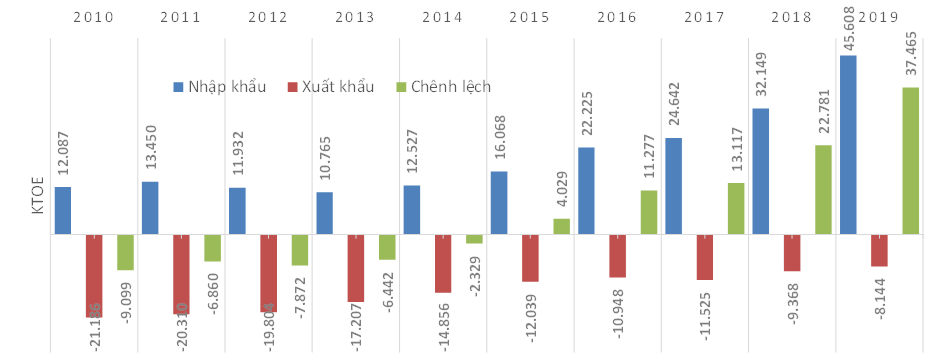 2010 2011 2012 2013 2014 2015 2016 2017 2018 2019
Nhập khẩu Xuất khẩu Chênh lệch
KTOE
12.087 13.450 11.932 10.765 12.527 16.068 22.225 24.642 32.149 45.608
-21.186 -20.310 -19.804 -17.207 -14.856 -12.039 -10.948 -11.525 -9.368 -8.144
-9.099 -6.860 -7.872 -6.442 -2.329 4.029 11.277 13.117 22.781 37.465